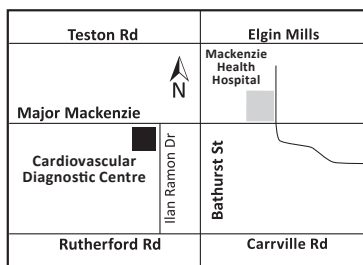 Teston Rd
Elgin Mills
Mackenzie
Health
Hospital
N
Major Mackenzie
Cardiovascular
Diagnostic Centre
Ilan Ramon Dr
Bathurst St
Rutherford Rd
Carrville Rd